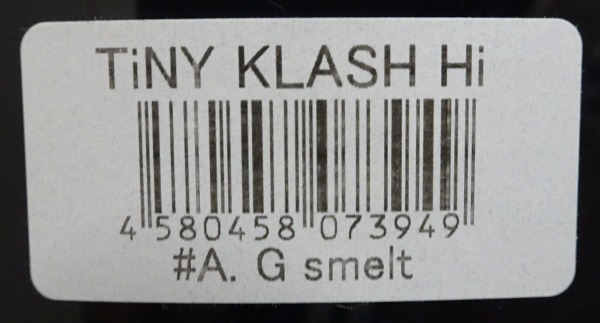 TiNY KLASH Hi
4 580458 073949
#A. G smelt